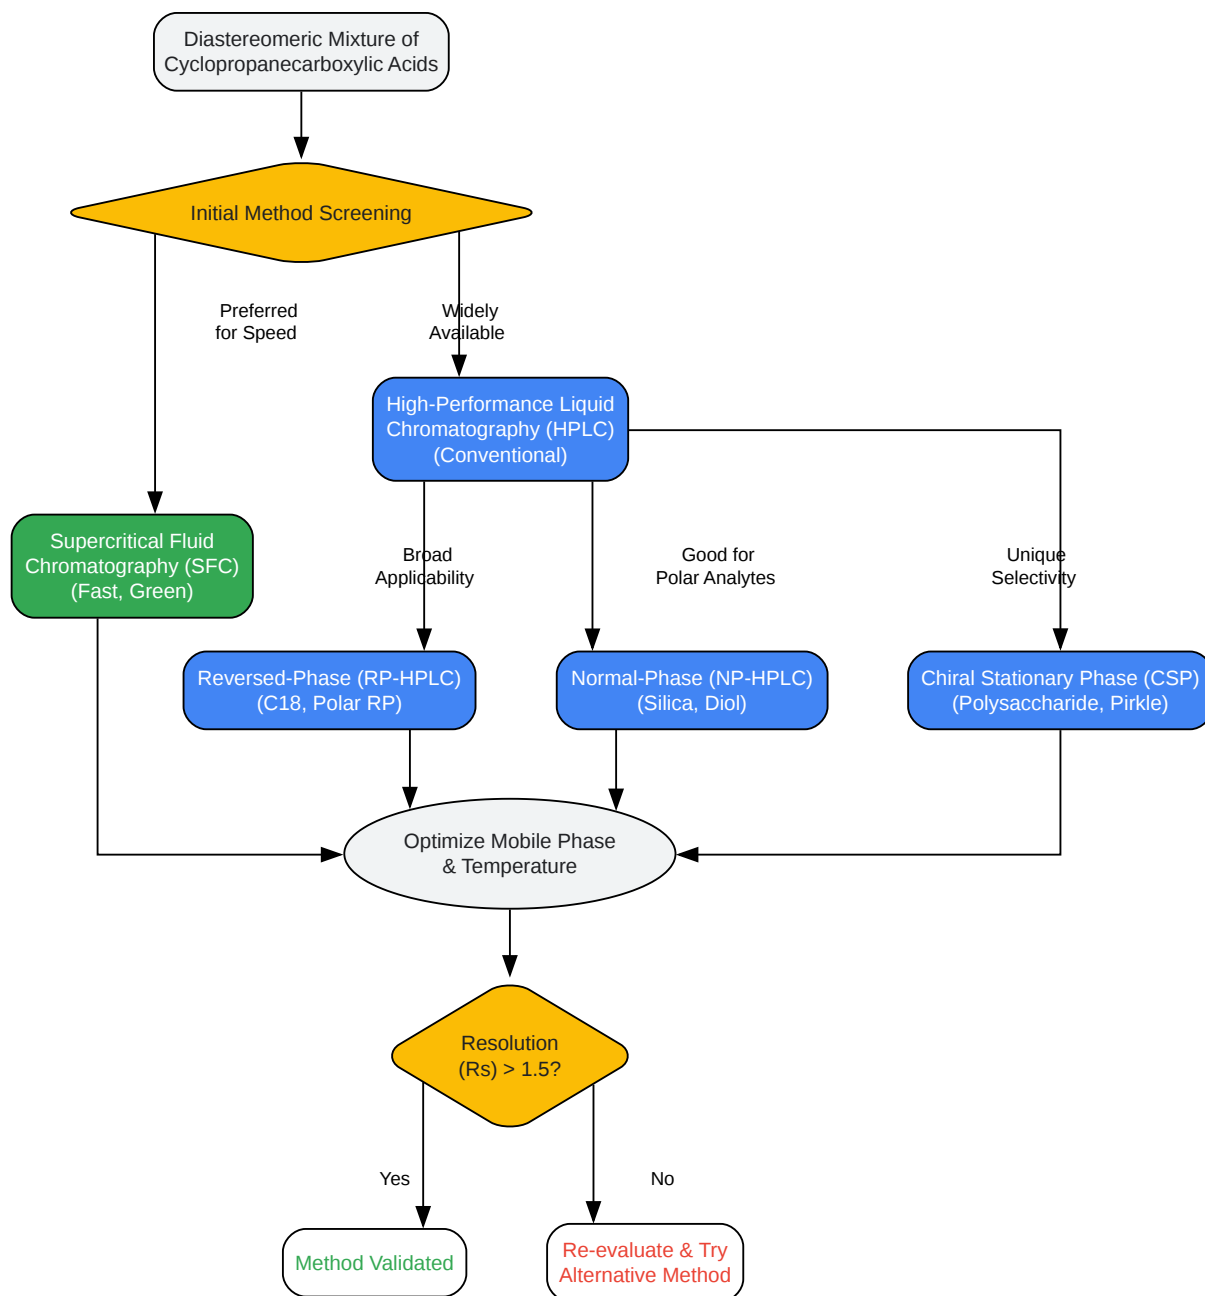 Diastereomeric Mixture of
Cyclopropanecarboxylic Acids
Initial Method Screening
Preferred
for Speed
Widely
Available
High-Performance Liquid
Chromatography (HPLC)
(Conventional)
Supercritical Fluid
Chromatography (SFC)
(Fast, Green)
Broad
Applicability
Good for
Polar Analytes
Unique
Selectivity
Reversed-Phase (RP-HPLC)
(C18, Polar RP)
Normal-Phase (NP-HPLC)
(Silica, Diol)
Chiral Stationary Phase (CSP)
(Polysaccharide, Pirkle)
Optimize Mobile Phase
& Temperature
Resolution
(Rs) > 1.5?
Yes
No
Method Validated
Re-evaluate & Try
Alternative Method